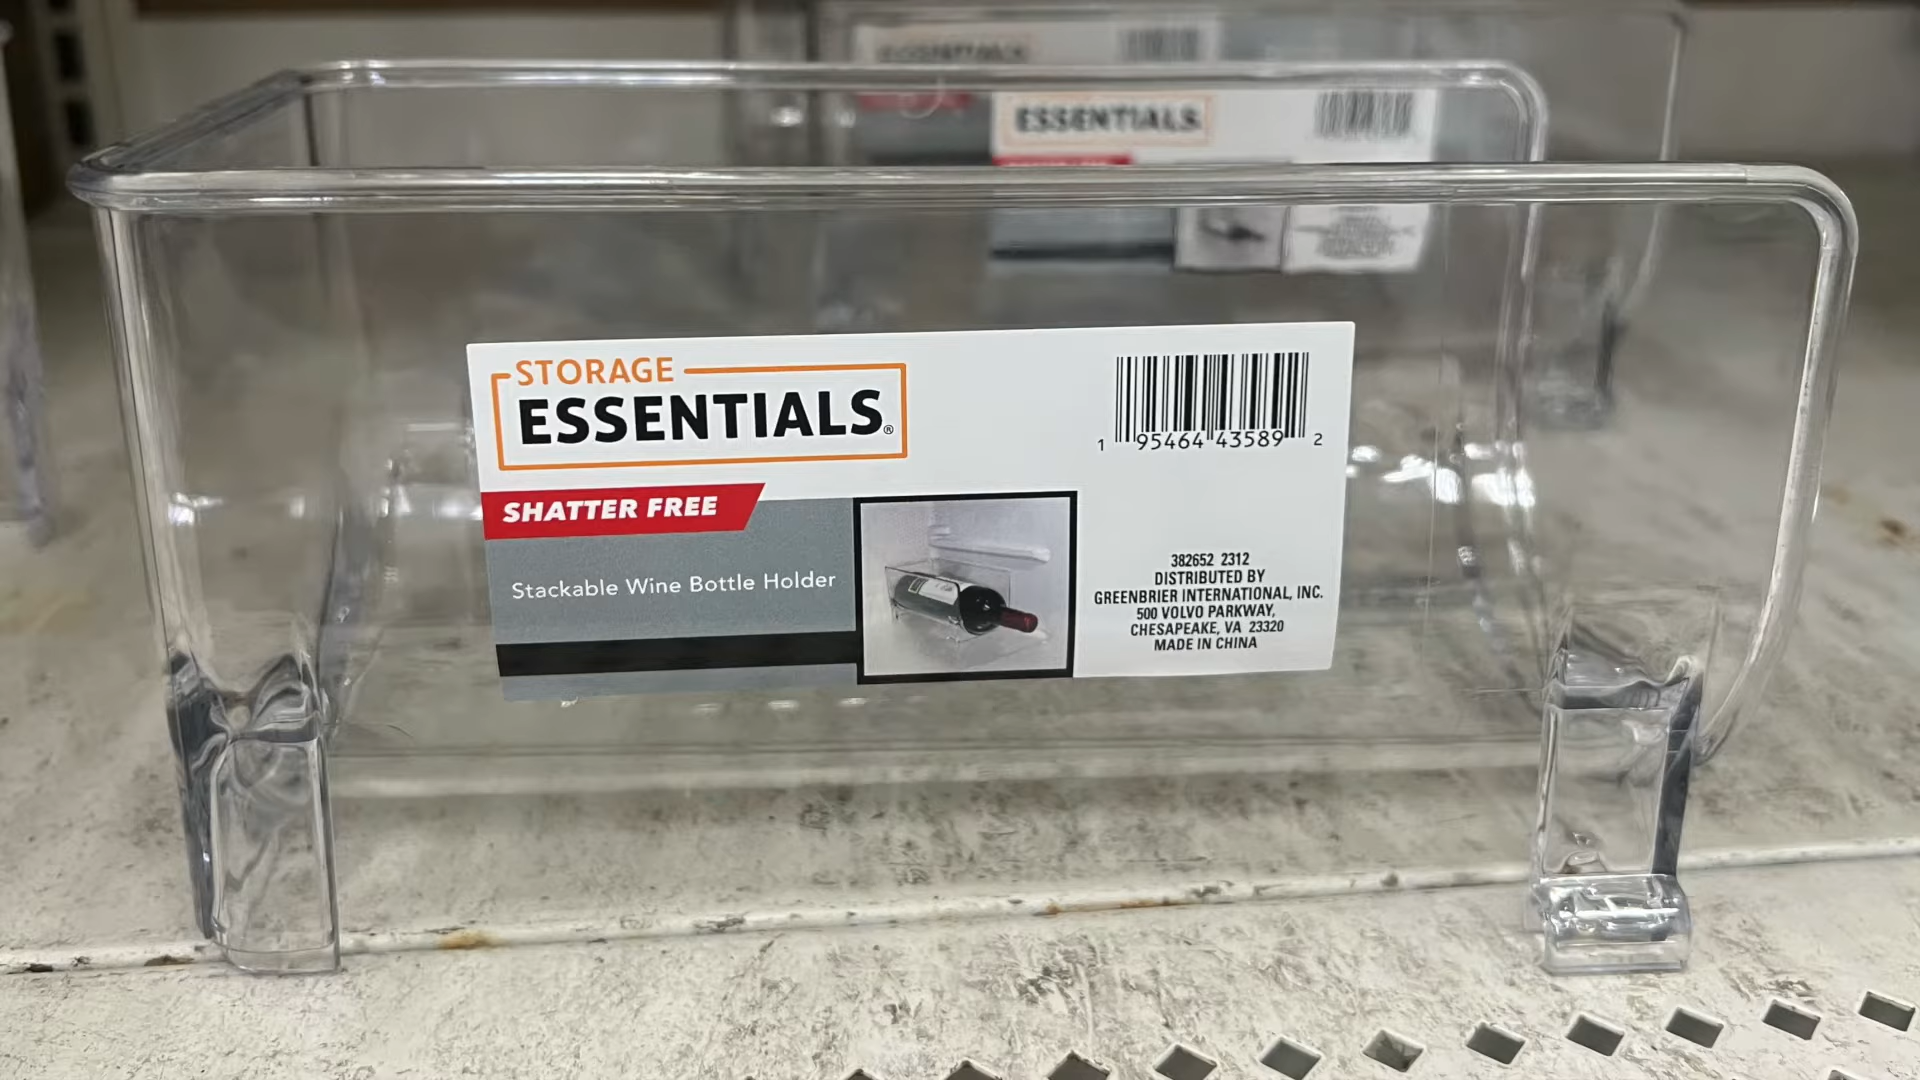 ESSENTIALS
ESSENTIALS
STORAGE
ESSENTIALS®
1 95464 43589 2
SHATTER FREE
Stackable Wine Bottle Holder
382652 2312
DISTRIBUTED BY
GREENBRIER INTERNATIONAL, INC.
500 VOLVO PARKWAY,
CHESAPEAKE, VA 23320
MADE IN CHINA